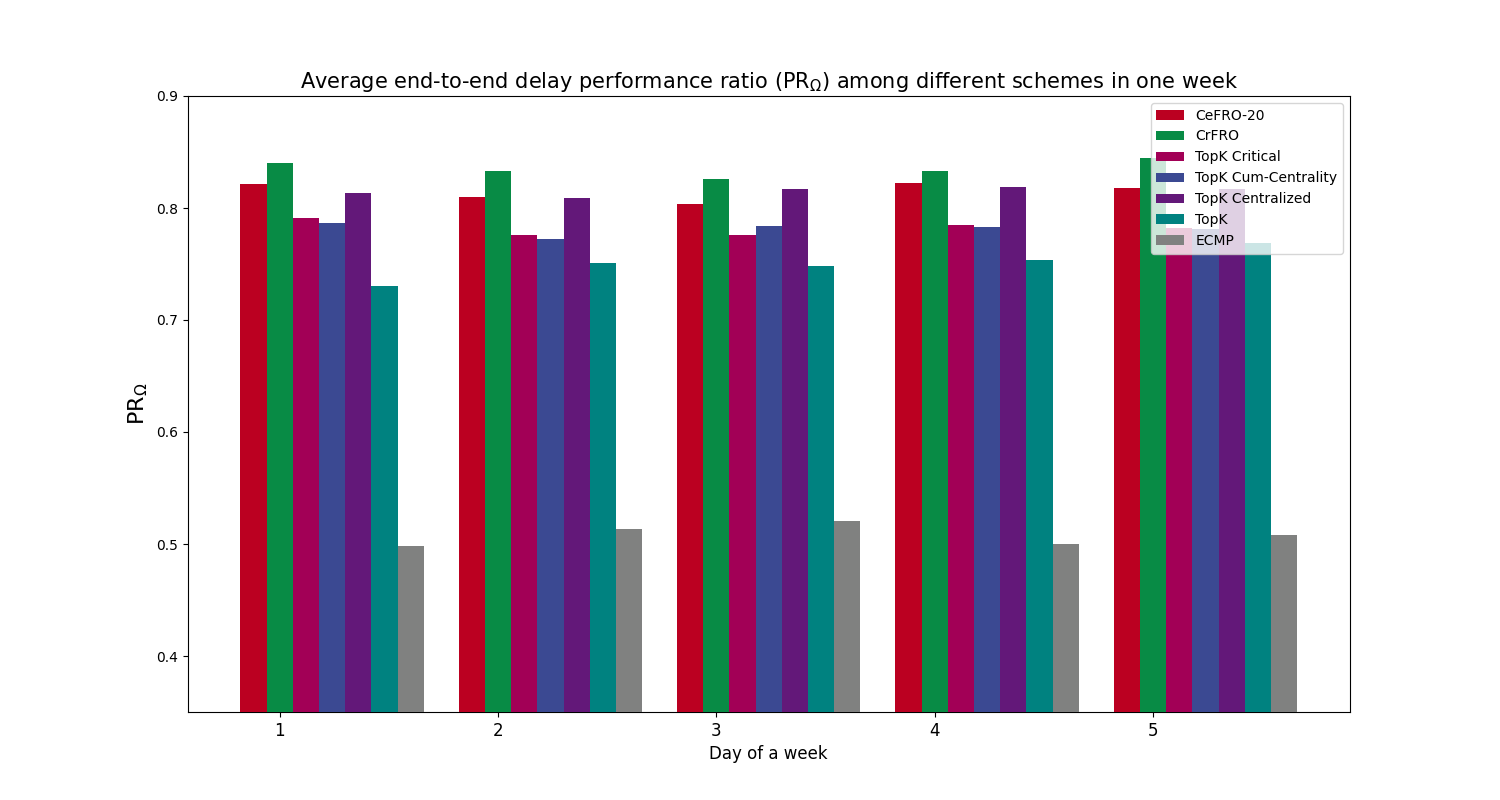 Average end-to-end delay performance ratio (PR_Ω) among different schemes in one week
0.9
0.8
0.7
0.6
0.5
0.4
PR_Ω
CeFRO-20
CrFRO
TopK Critical
TopK Cum-Centrality
TopK Centralized
TopK
ECMP
1 2 3 4 5
Day of a week